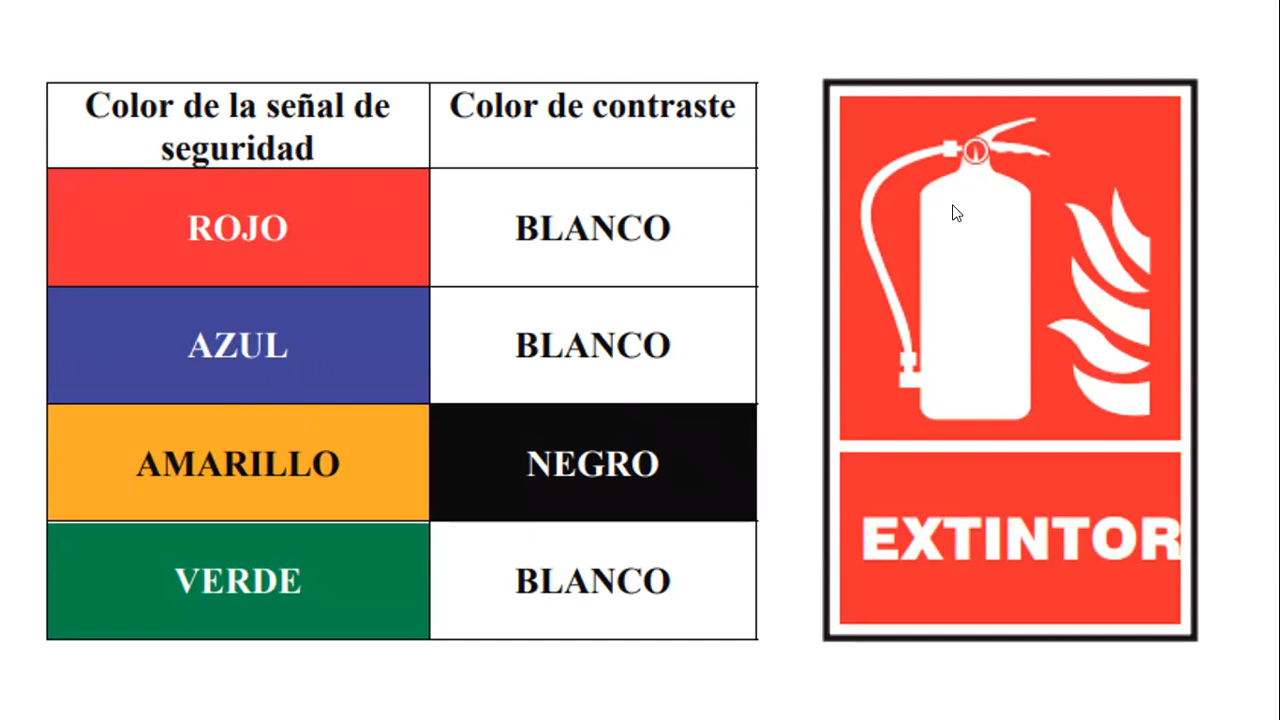 Color de la señal de
seguridad
Color de contraste
ROJO
BLANCO
AZUL
BLANCO
AMARILLO
NEGRO
VERDE
BLANCO
EXTINTOR